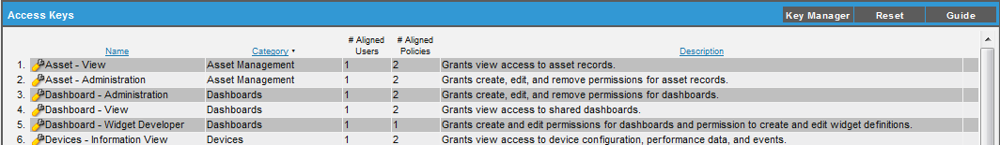 Access Keys Key Manager Reset Guide
Name Category # Aligned Users # Aligned Policies Description
1. Asset - View Asset Management 1 2 Grants view access to asset records.
2. Asset - Administration Asset Management 1 2 Grants create, edit, and remove permissions for asset records.
3. Dashboard - Administration Dashboards 1 2 Grants create, edit, and remove permissions for dashboards.
4. Dashboard - View Dashboards 1 2 Grants view access to shared dashboards.
5. Dashboard - Widget Developer Dashboards 1 1 Grants create and edit permissions for dashboards and permission to create and edit widget definitions.
6. Devices - Information View Devices 1 2 Grants view access to device configuration, performance data, and events.